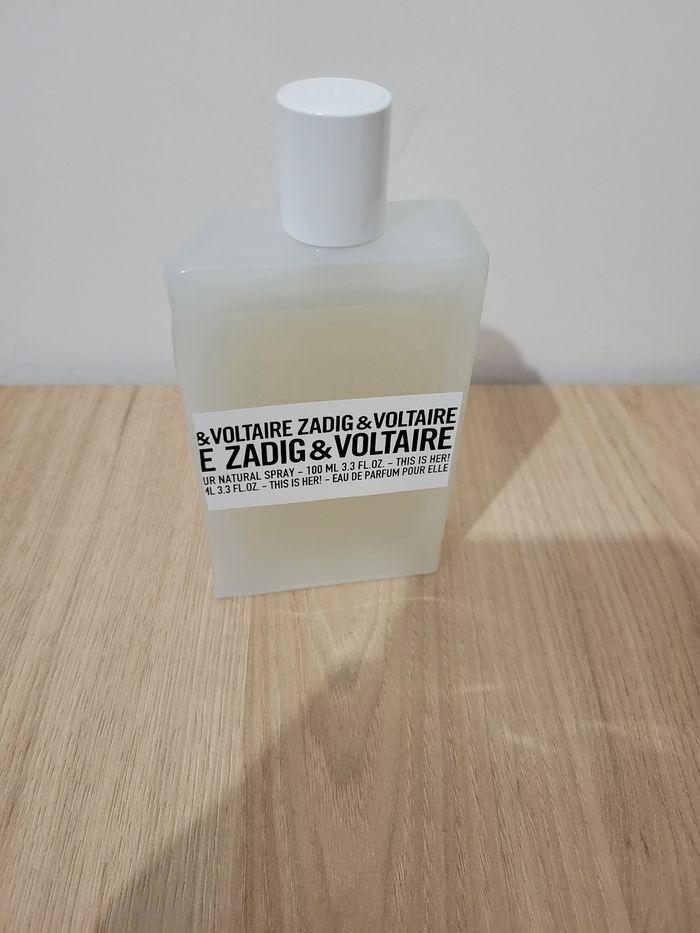 &VOLTAIRE ZADIG &VOLTAIRE
E ZADIG & VOLTAIRE
UR NATURAL SPRAY – 100 ML 3.3 FL.OZ. – THIS IS HER!
ML 3.3 FL.OZ. – THIS IS HER! – EAU DE PARFUM POUR ELLE